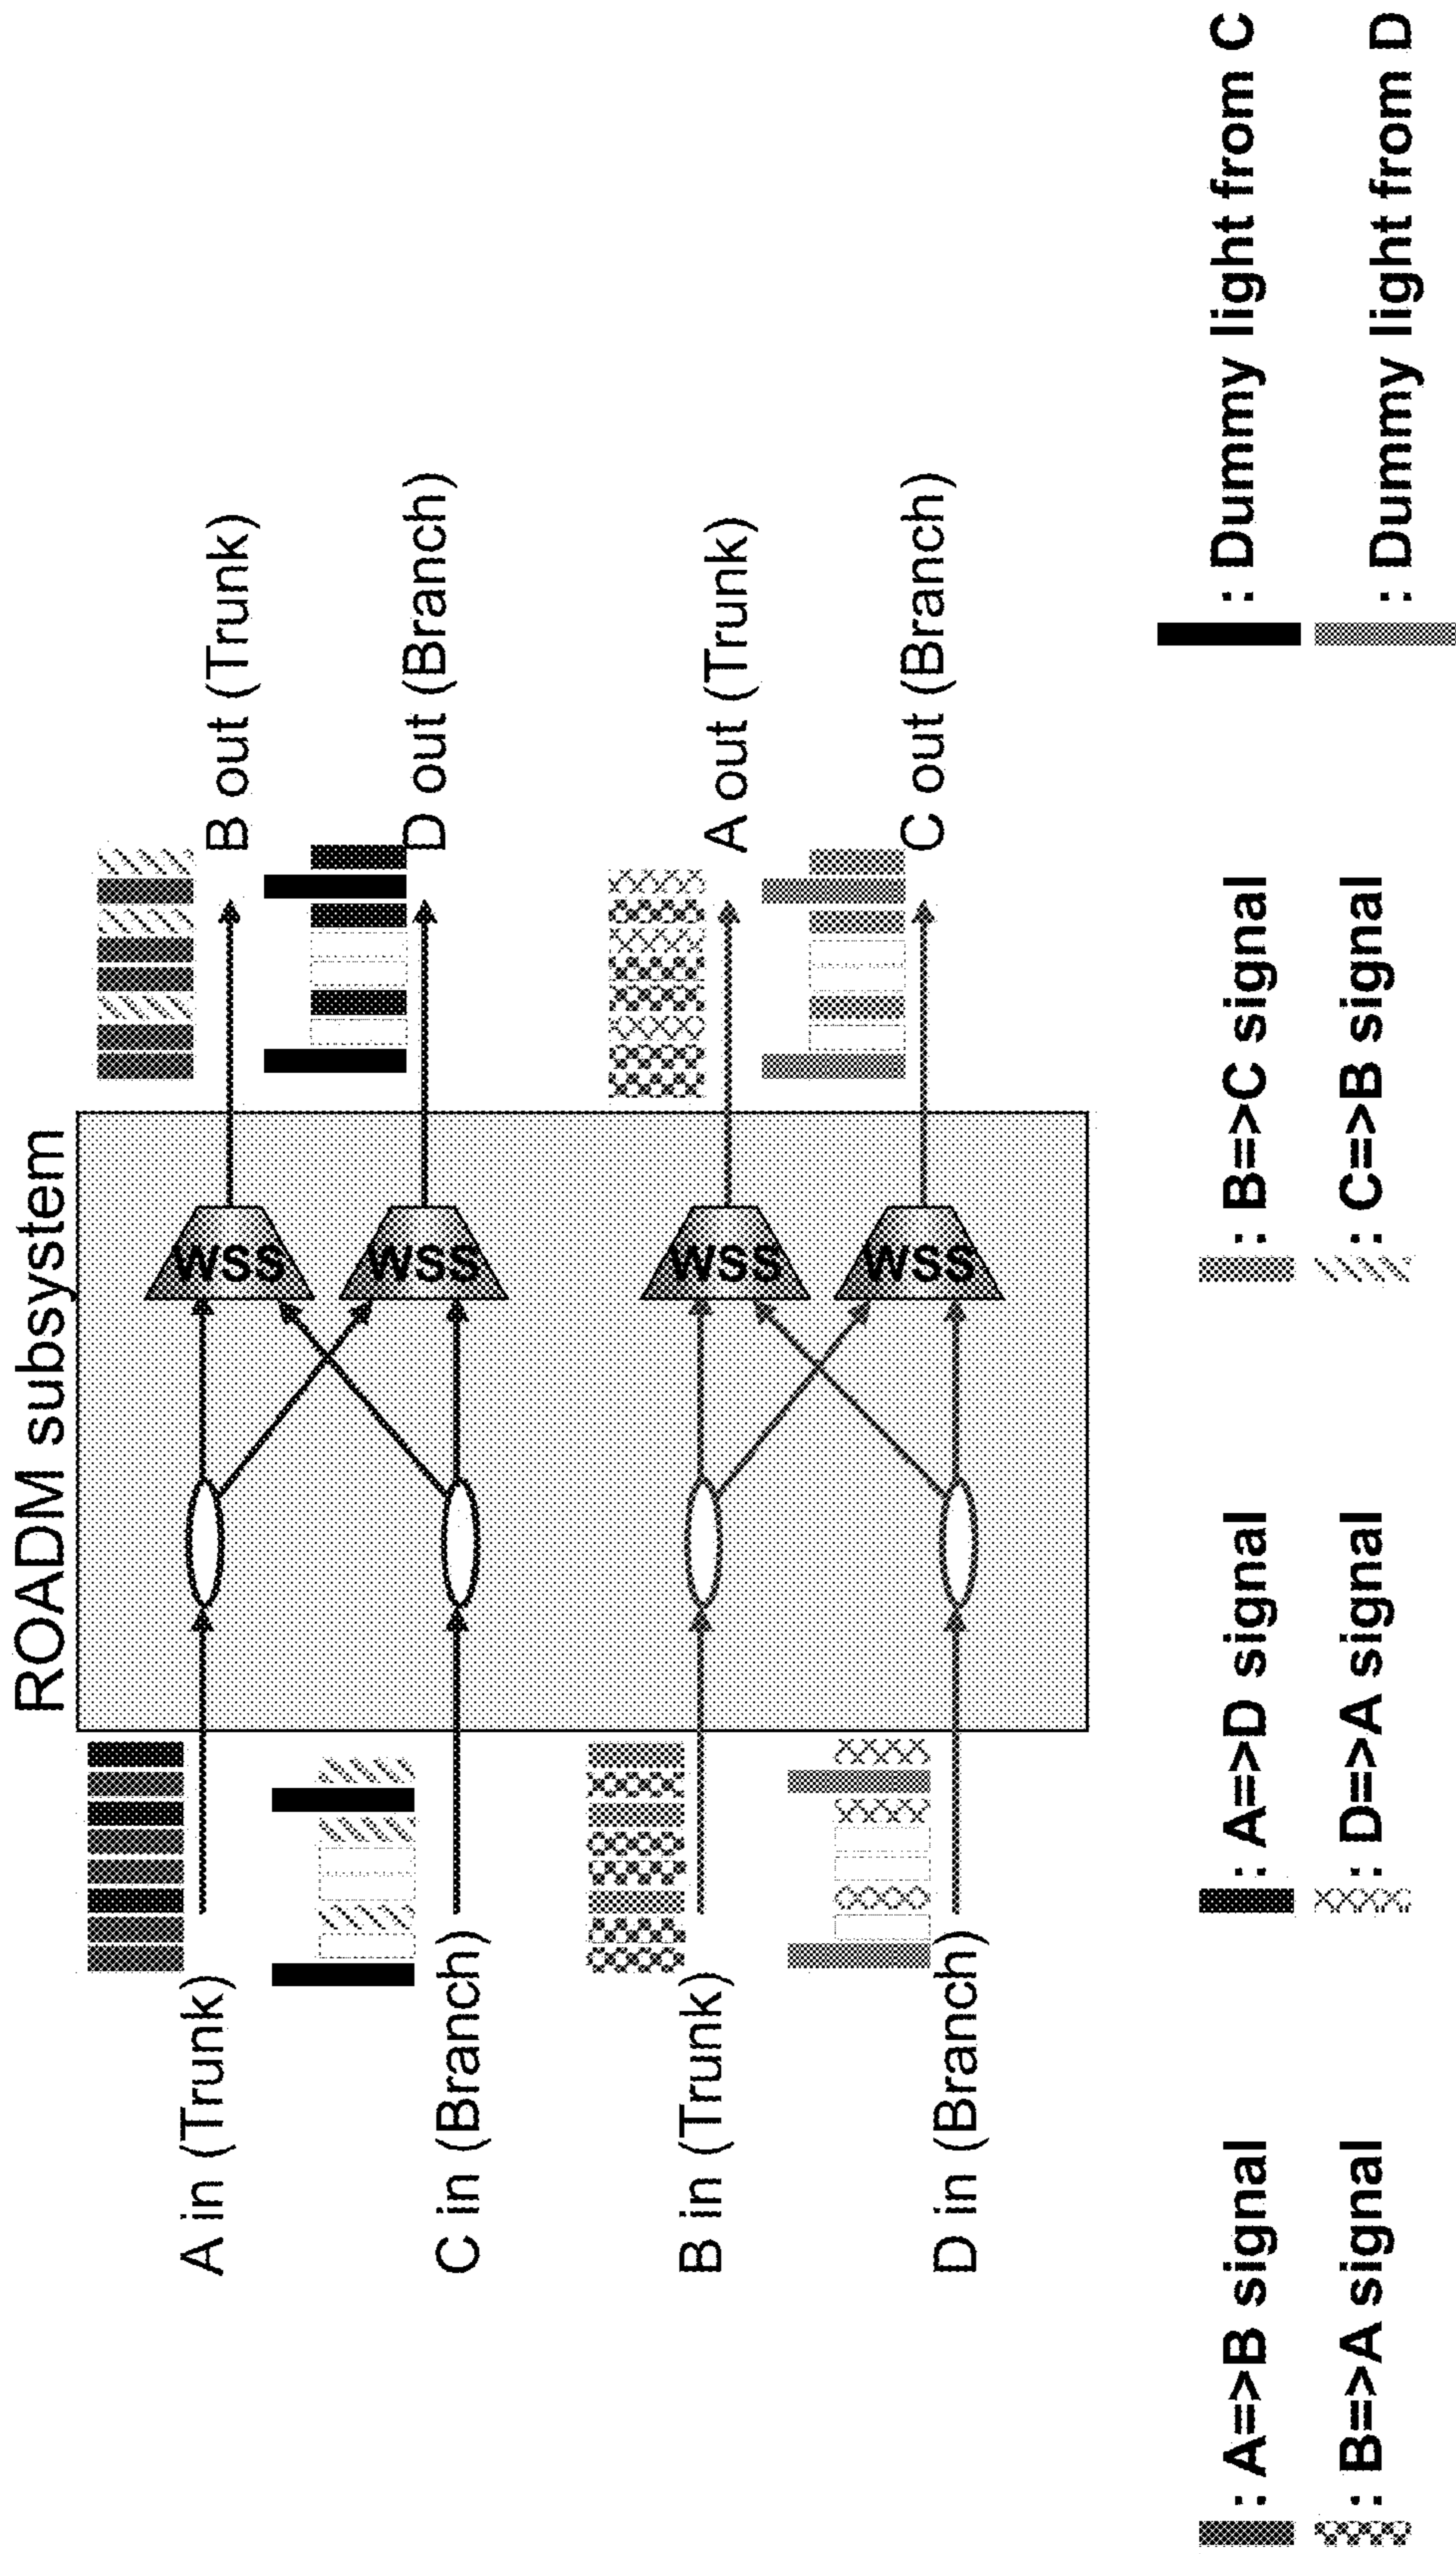 ROADM subsystem
A in (Trunk)
B out (Trunk)
WSS
C in (Branch)
D out (Branch)
WSS
B in (Trunk)
A out (Trunk)
WSS
D in (Branch)
C out (Branch)
WSS
: A=>B signal
: A=>D signal
: B=>C signal
: Dummy light from C
: B=>A signal
: D=>A signal
: C=>B signal
: Dummy light from D